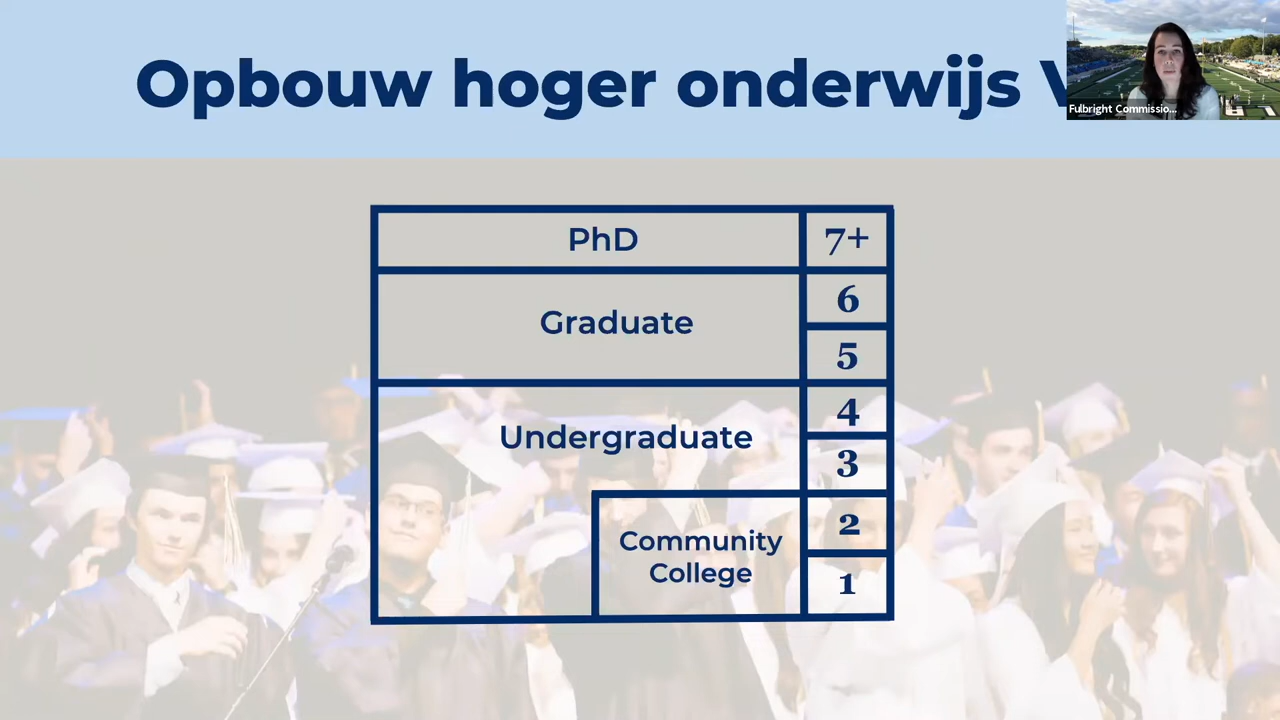 Opbouw hoger onderwijs
Fulbright Commissio...
PhD
7+
Graduate
6
5
Undergraduate
4
3
Community
College
2
1